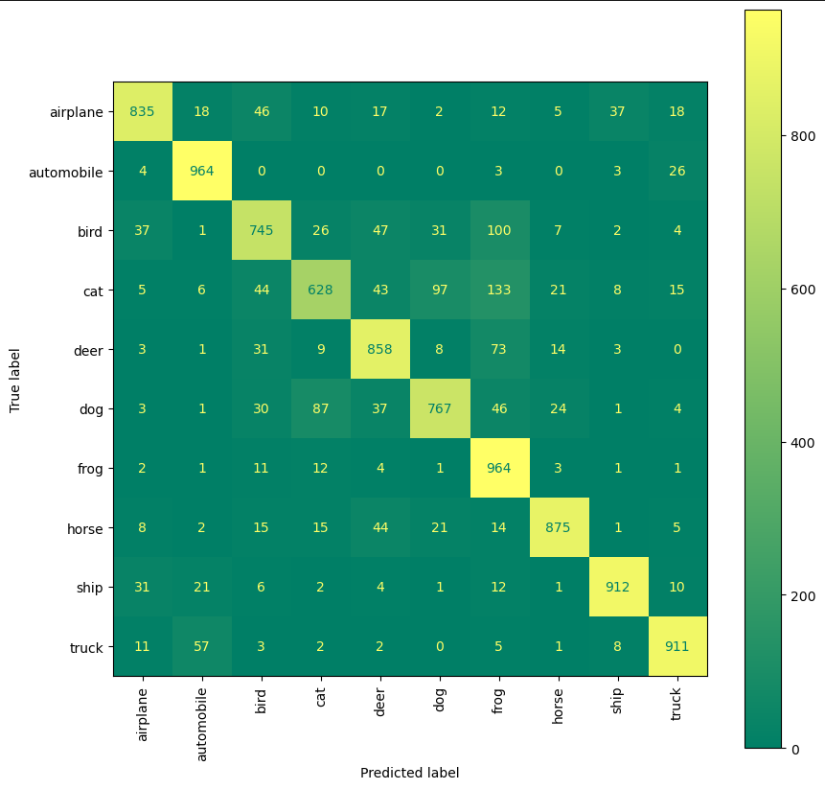 airplane 835 18 46 10 17 2 12 5 37 18
automobile 4 964 0 0 0 0 3 0 3 26
bird 37 1 745 26 47 31 100 7 2 4
cat 5 6 44 628 43 97 133 21 8 15
deer 3 1 31 9 858 8 73 14 3 0
dog 3 1 30 87 37 767 46 24 1 4
frog 2 1 11 12 4 1 964 3 1 1
horse 8 2 15 15 44 21 14 875 1 5
ship 31 21 6 2 4 1 12 1 912 10
truck 11 57 3 2 2 0 5 1 8 911
airplane automobile bird cat deer dog frog horse ship truck
Predicted label
True label
800
600
400
200
0